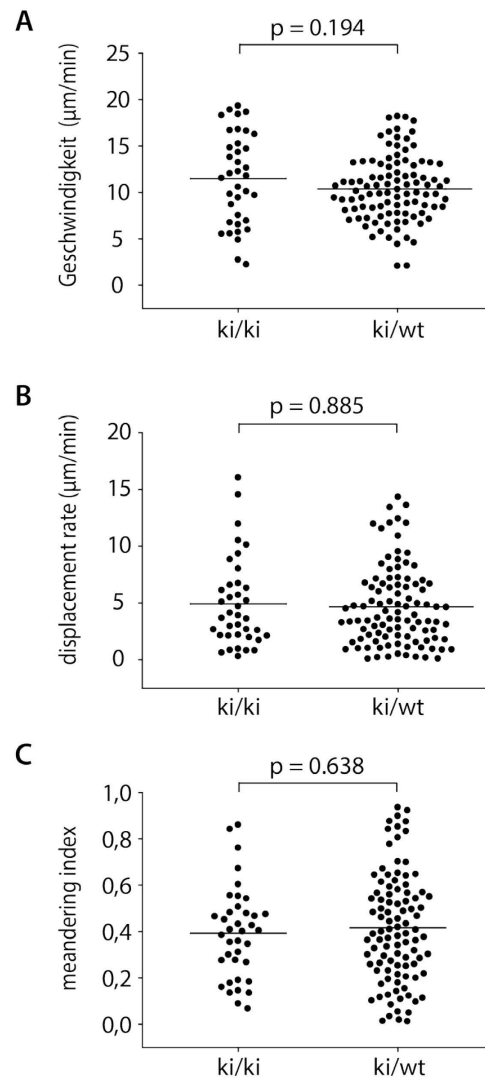 A
p = 0.194
Geschwindigkeit (µm/min)
25
20
15
10
5
0
ki/ki ki/wt
B
p = 0.885
displacement rate (µm/min)
20
15
10
5
0
ki/ki ki/wt
C
p = 0.638
meandering index
1,0
0,8
0,6
0,4
0,2
0,0
ki/ki ki/wt